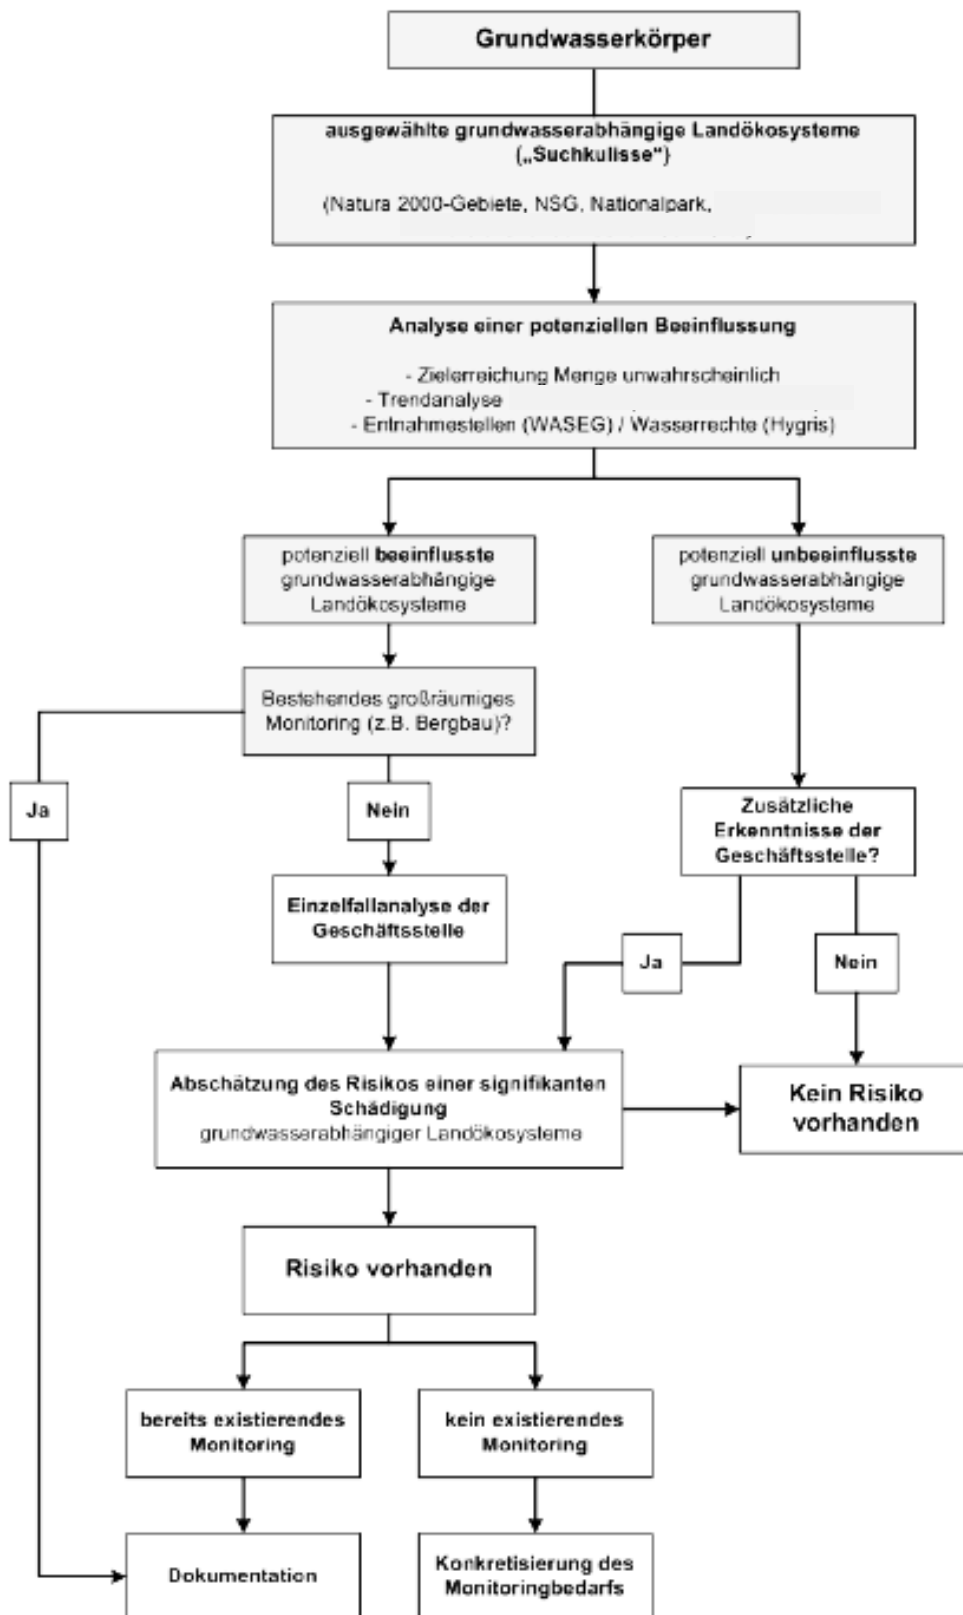 Grundwasserkörper
ausgewählte grundwasserabhängige Landökosysteme
(„Suchkulisse“)
(Natura 2000-Gebiete, NSG, Nationalpark,
Analyse einer potenziellen Beeinflussung
- Zielerreichung Menge unwahrscheinlich
- Trendanalyse
- Entnahmestellen (WASEG) / Wasserrechte (Hygris)
potenziell beeinflusste
grundwasserabhängige
Landökosysteme
potenziell unbeeinflusste
grundwasserabhängige
Landökosysteme
Bestehendes großräumiges
Monitoring (z.B. Bergbau)?
Ja
Nein
Zusätzliche
Erkenntnisse der
Geschäftsstelle?
Einzelfallanalyse der
Geschäftsstelle
Ja
Nein
Abschätzung des Risikos einer signifikanten
Schädigung
grundwasserabhängiger Landökosysteme
Kein Risiko
vorhanden
Risiko vorhanden
bereits existierendes
Monitoring
kein existierendes
Monitoring
Dokumentation
Konkretisierung des
Monitoringbedarfs